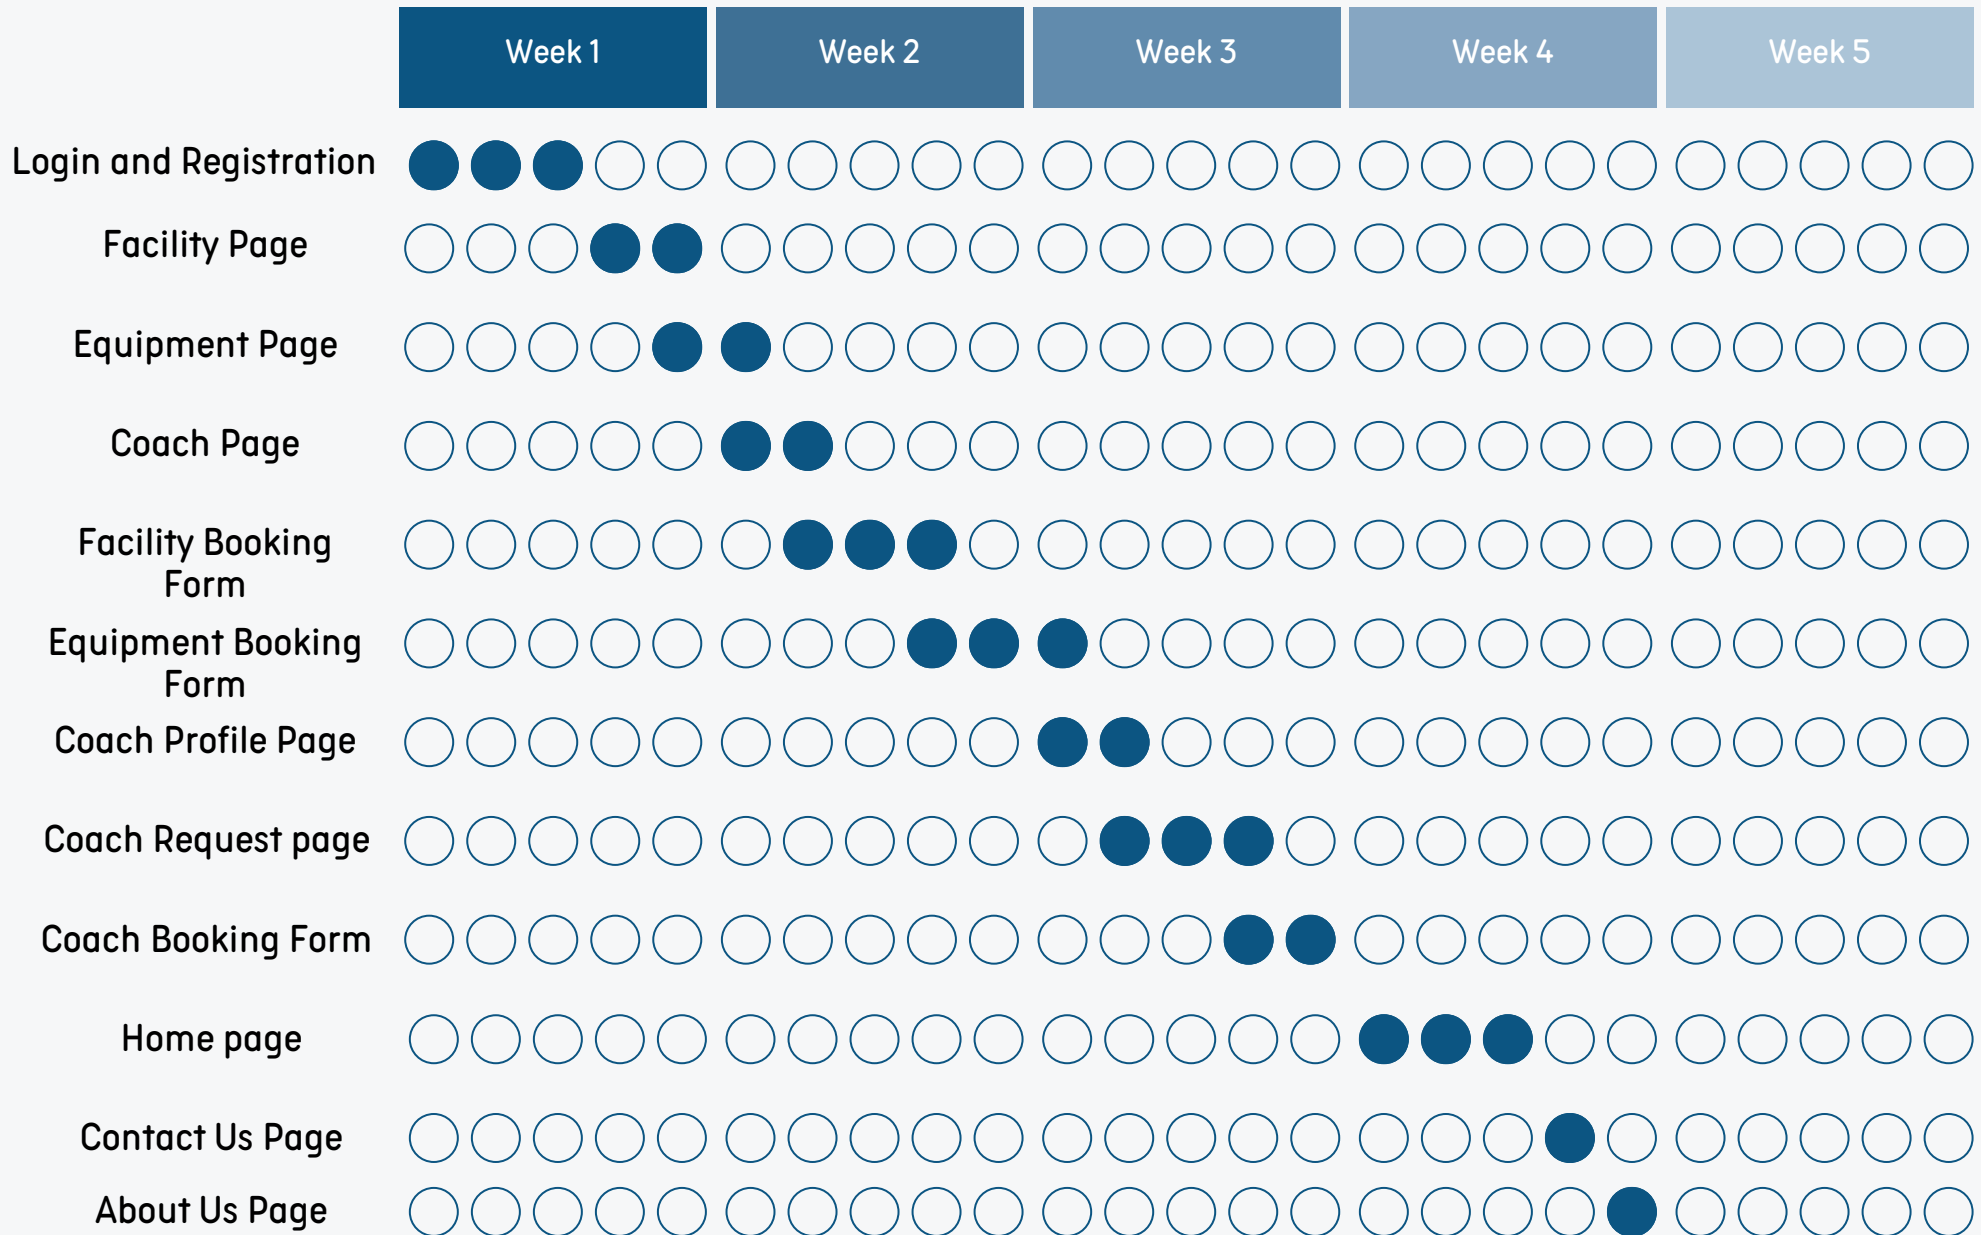 Week 1 Week 2 Week 3 Week 4 Week 5
Login and Registration
Facility Page
Equipment Page
Coach Page
Facility Booking
Form
Equipment Booking
Form
Coach Profile Page
Coach Request page
Coach Booking Form
Home page
Contact Us Page
About Us Page